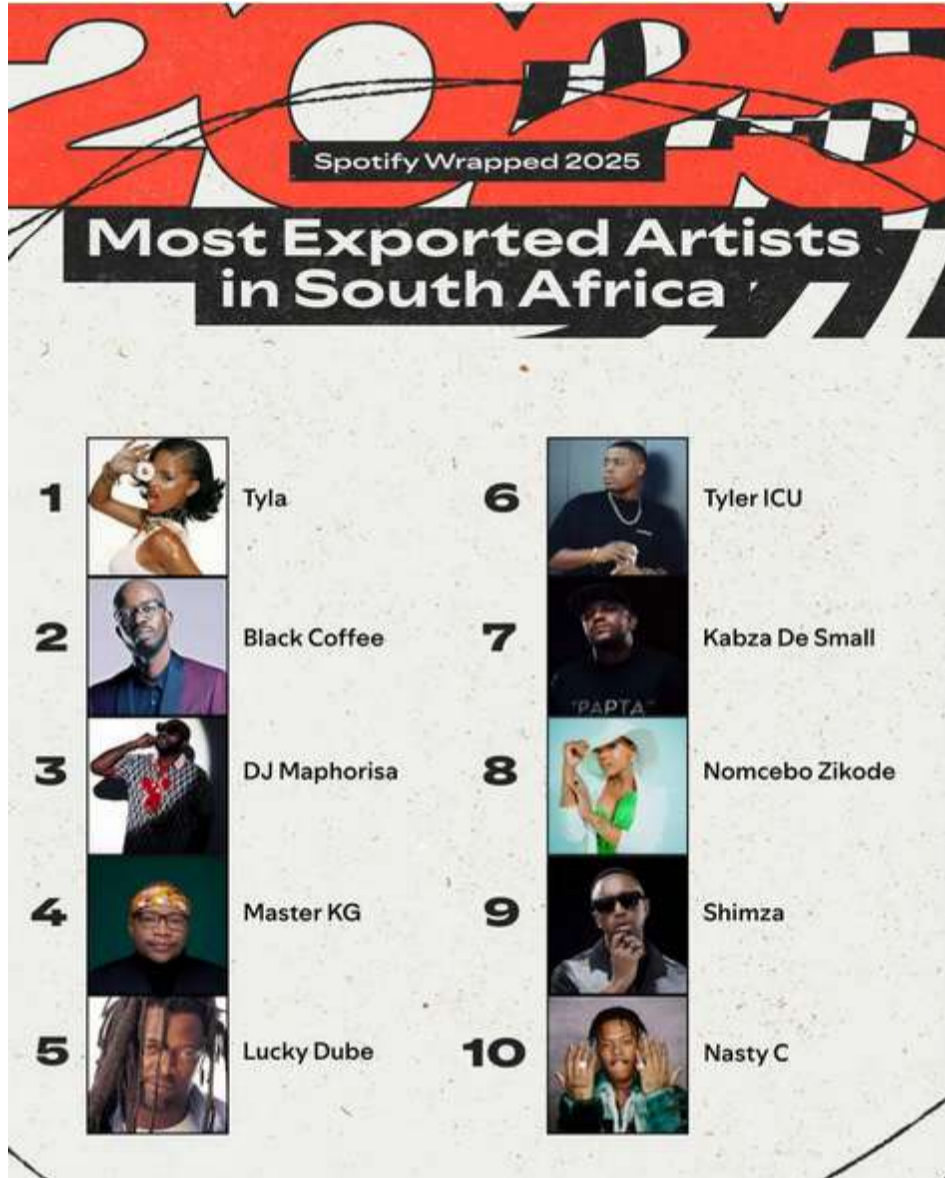 2025
Spotify Wrapped 2025
Most Exported Artists
in South Africa
1 Tyla
2 Black Coffee
3 DJ Maphorisa
4 Master KG
5 Lucky Dube
6 Tyler ICU
7 Kabza De Small
"PAPTA"
8 Nomcebo Zikode
9 Shimza
10 Nasty C